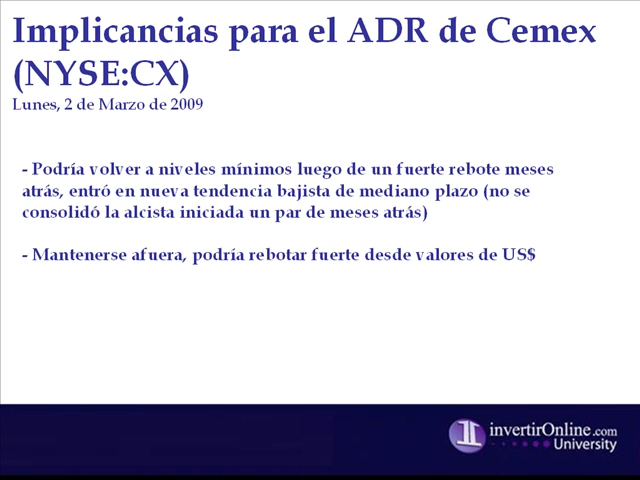 Implicancias para el ADR de Cemex
(NYSE:CX)
Lunes, 2 de Marzo de 2009
- Podría volver a niveles mínimos luego de un fuerte rebote meses
atrás, entró en nueva tendencia bajista de mediano plazo (no se
consolidó la alcista iniciada un par de meses atrás)
- Mantenerse afuera, podría rebotar fuerte desde valores de US$
invertirOnline.com
University